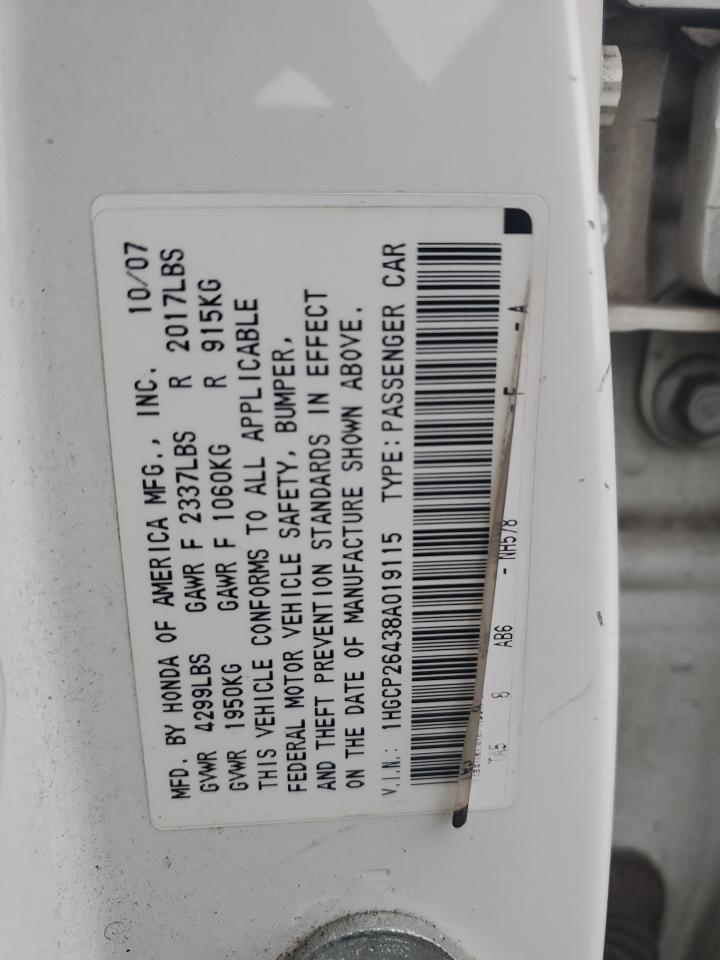 MFD. BY HONDA OF AMERICA MFG., INC. 10/07
GVWR 4299LBS GAWR F 2337LBS R 2017LBS
GVWR 1950KG GAWR F 1060KG R 915KG
THIS VEHICLE CONFORMS TO ALL APPLICABLE
FEDERAL MOTOR VEHICLE SAFETY, BUMPER,
AND THEFT PREVENTION STANDARDS IN EFFECT
ON THE DATE OF MANUFACTURE SHOWN ABOVE.
V.I.N.: 1HGCP26438A019115 TYPE: PASSENGER CAR
TA5 AB6 - NH578 - A